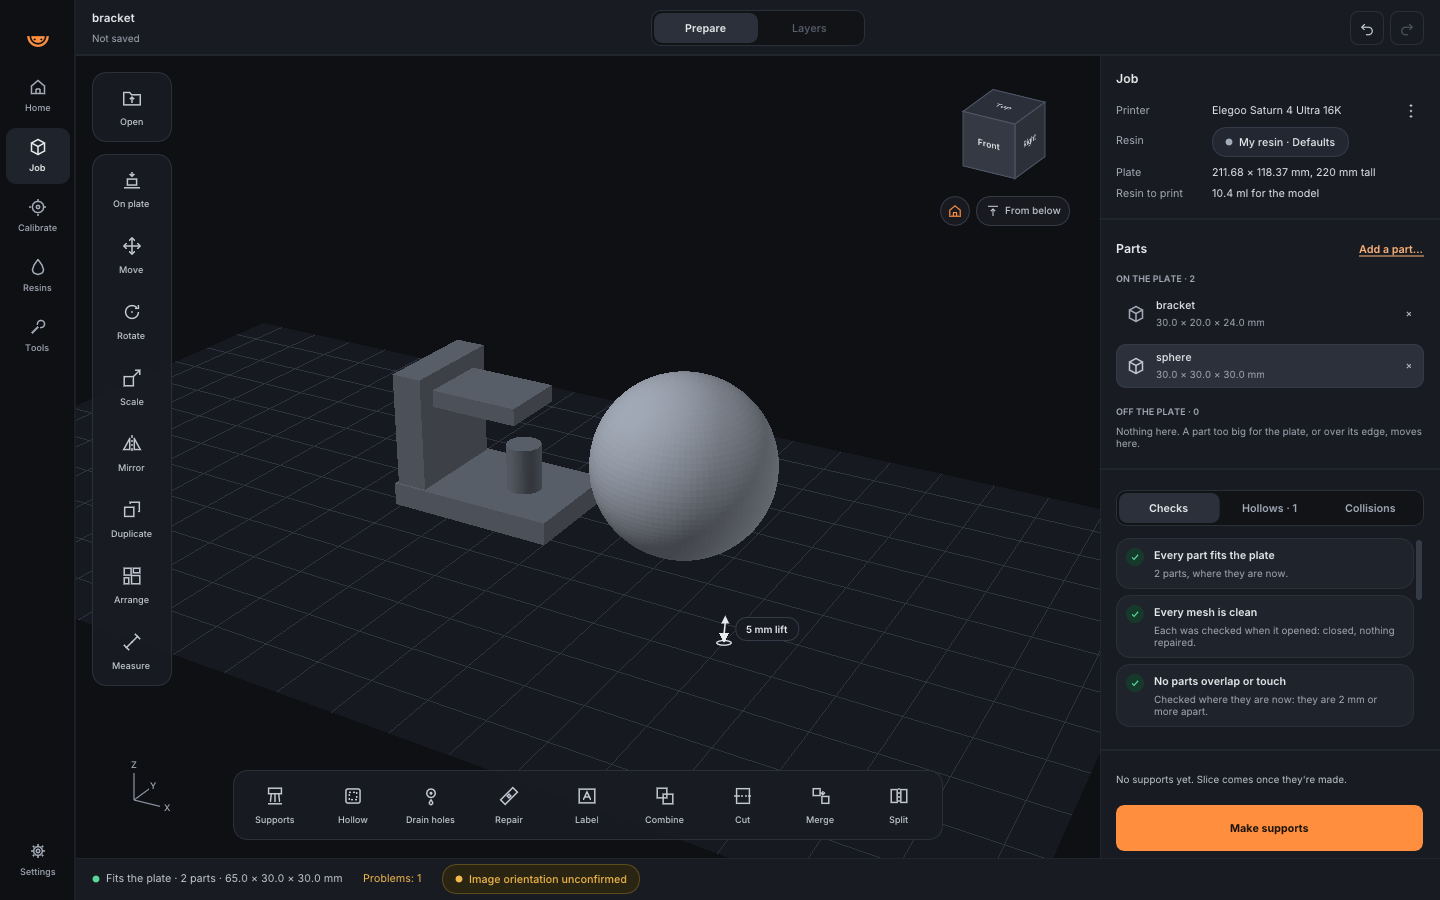 bracket
Not saved
Prepare
Layers
Home
Job
Calibrate
Resins
Tools
Settings
Open
On plate
Move
Rotate
Scale
Mirror
Duplicate
Arrange
Measure
Top
Front
Right
From below
5 mm lift
Z
Y
X
Supports
Hollow
Drain holes
Repair
Label
Combine
Cut
Merge
Split
Job
Printer Elegoo Saturn 4 Ultra 16K
Resin My resin · Defaults
Plate 211.68 × 118.37 mm, 220 mm tall
Resin to print 10.4 ml for the model
Parts Add a part...
ON THE PLATE · 2
bracket
30.0 × 20.0 × 24.0 mm
sphere
30.0 × 30.0 × 30.0 mm
OFF THE PLATE · 0
Nothing here. A part too big for the plate, or over its edge, moves
here.
Checks Hollows · 1 Collisions
Every part fits the plate
2 parts, where they are now.
Every mesh is clean
Each was checked when it opened: closed, nothing
repaired.
No parts overlap or touch
Checked where they are now: they are 2 mm or
more apart.
No supports yet. Slice comes once they're made.
Make supports
Fits the plate · 2 parts · 65.0 × 30.0 × 30.0 mm Problems: 1 Image orientation unconfirmed